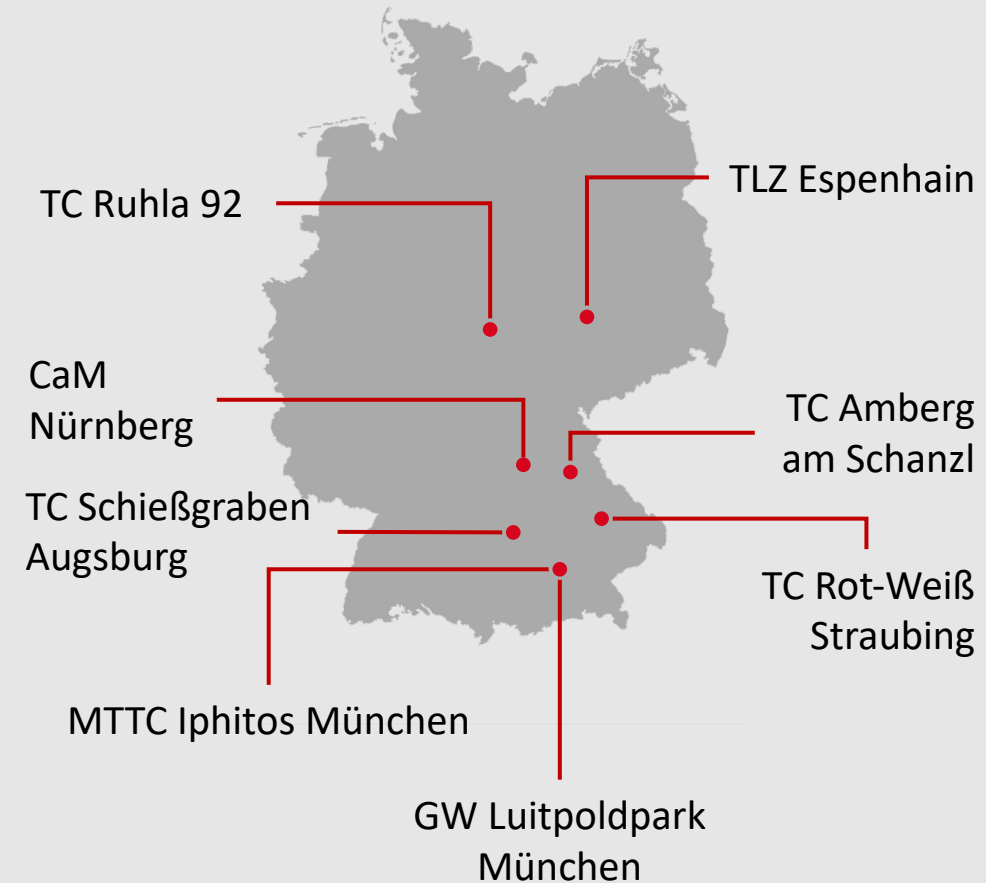 TC Ruhla 92
TLZ Espenhain
CaM
Nürnberg
TC Amberg
am Schanzl
TC Schießgraben
Augsburg
TC Rot-Weiß
Straubing
MTTC Iphitos München
GW Luitpoldpark
München